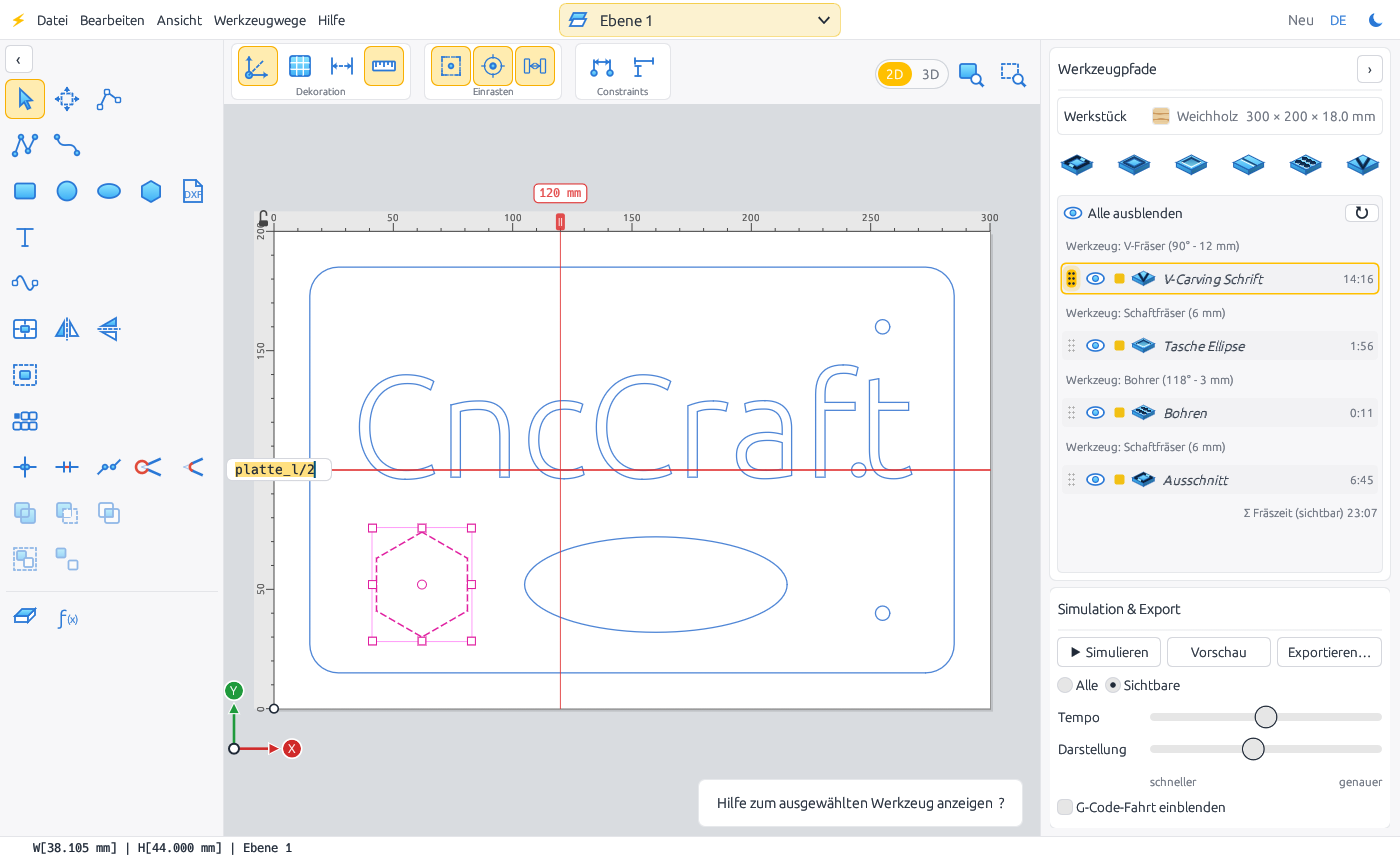 Datei Bearbeiten Ansicht Werkzeugwege Hilfe
Ebene 1
Neu DE
Dekoration
Einrasten
Constraints
2D 3D
DXF
T
f(x)
120 mm
0 50 100 150 200 250 300
200
150
50
0
platte_l/2
CncCraf.t
Y
X
Hilfe zum ausgewählten Werkzeug anzeigen ?
Werkzeugpfade
Werkstück Weichholz 300 × 200 × 18.0 mm
Alle ausblenden
Werkzeug: V-Fräser (90° - 12 mm)
V-Carving Schrift 14:16
Werkzeug: Schaftfräser (6 mm)
Tasche Ellipse 1:56
Werkzeug: Bohrer (118° - 3 mm)
Bohren 0:11
Werkzeug: Schaftfräser (6 mm)
Ausschnitt 6:45
Σ Fräszeit (sichtbar) 23:07
Simulation & Export
Simulieren Vorschau Exportieren…
Alle Sichtbare
Tempo
Darstellung
schneller genauer
G-Code-Fahrt einblenden
W[38.105 mm] | H[44.000 mm] | Ebene 1